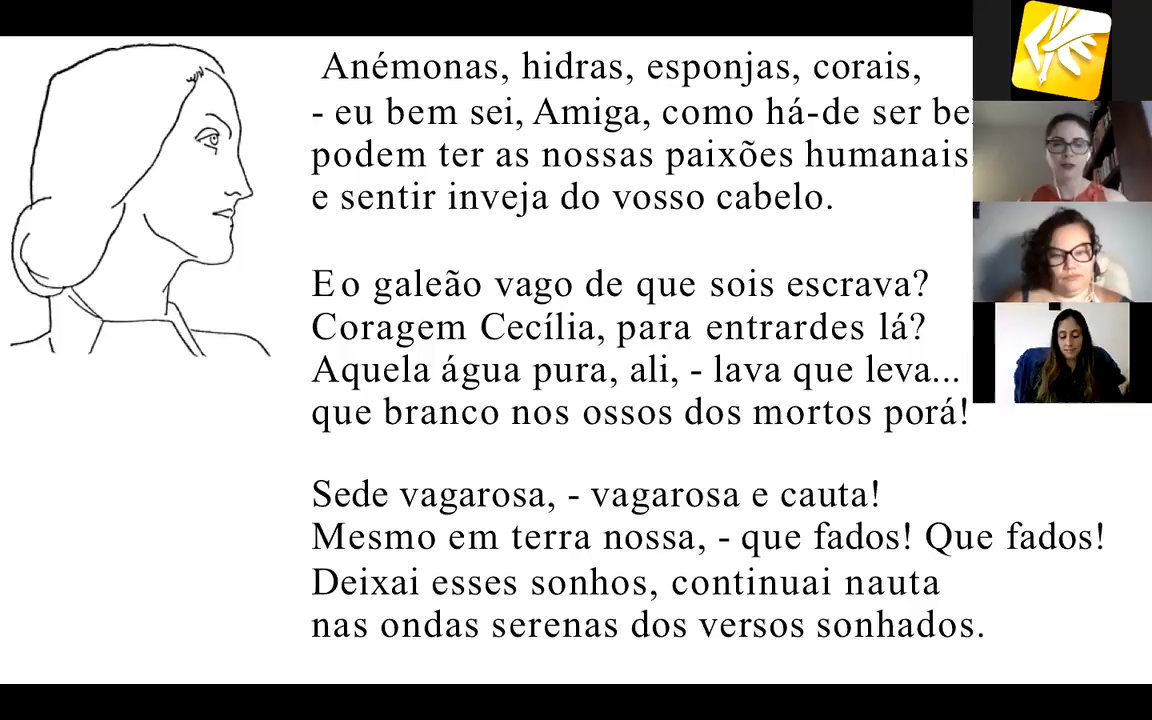 Anémonas, hidras, esponjas, corais,
- eu bem sei, Amiga, como há-de ser
podem ter as nossas paixões humanais
e sentir inveja do vosso cabelo.
E o galeão vago de que sois escrava?
Coragem Cecília, para entrardes lá?
Aquela água pura, ali, - lava que leva...
que branco nos ossos dos mortos porá!
Sede vagarosa, - vagarosa e cauta!
Mesmo em terra nossa, - que fados! Que fados!
Deixai esses sonhos, continuai nauta
nas ondas serenas dos versos sonhados.